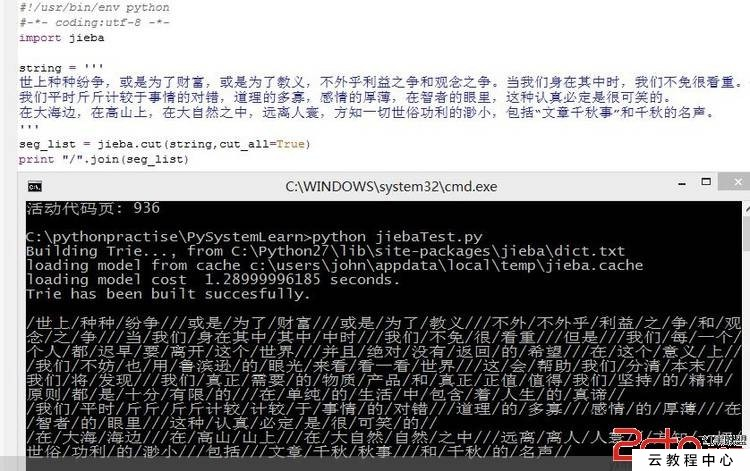 #!/usr/bin/env python
#-*- coding:utf-8 -*-
import jieba
string = '''
世上种种纷争，或是为了财富，或是为了教义，不外乎利益之争和观念之争。当我们身在其中时，我们不免很看重。
我们平时斤斤计较于事情的对错，道理的多寡，感情的厚薄，在智者的眼里，这种认真必定是很可笑的。
在大海边，在高山上，在大自然之中，远离人寰，方知一切世俗功利的渺小，包括“文章千秋事”和千秋的名声。
'''
seg_list = jieba.cut(string,cut_all=True)
print "/".join(seg_list)
C:\WINDOWS\system32\cmd.exe
活动代码页: 936
C:\pythonpractise\PySystemLearn>python jiebaTest.py
Building Trie..., from C:\Python27\lib\site-packages\jieba\dict.txt
loading model from cache c:\users\john\appdata\local\temp\jieba.cache
loading model cost  1.28999996185 seconds.
Trie has been built succesfully.
/世上/种种/纷争///或是/为了/财富///或是/为了/教义///不外/不外乎/利益/之/争/和/观
念/之/争///当/我们/身在/其中/其中/中时///我们/不免/很/看重///但是///我们/每/一个/
个人/都/迟早/要/离开/这个/世界///并且/绝对/没有/返回/的/希望///在/这个/意义/上//
/我们/不妨/也/用/鲁滨逊/的/眼光/来看/看一看/世界///这/会/帮助/我们/分清/本末///
我们/将/发现///我们/真正/需要/的/物质/产品/和/真正/正值/值得/我们/坚持/的/精神/
原则/都/是/十分/有限/的///在/单纯/的/生活/中/包含/着/人生/的/真谛//
/我们/平时/斤斤/斤斤计较/计较/于/事情/的/对错///道理/的/多寡///感情/的/厚薄///在
/智者/的/眼里///这种/认真/必定/是/很/可笑/的//
/在/大海/海边///在/高山/山上///在/大自然/自然/之中///远离/离人/人寰
世俗/功利/的/渺小///包括///文章/千秋/秋事///和/千秋/的/名声//
2cto
云教程中心